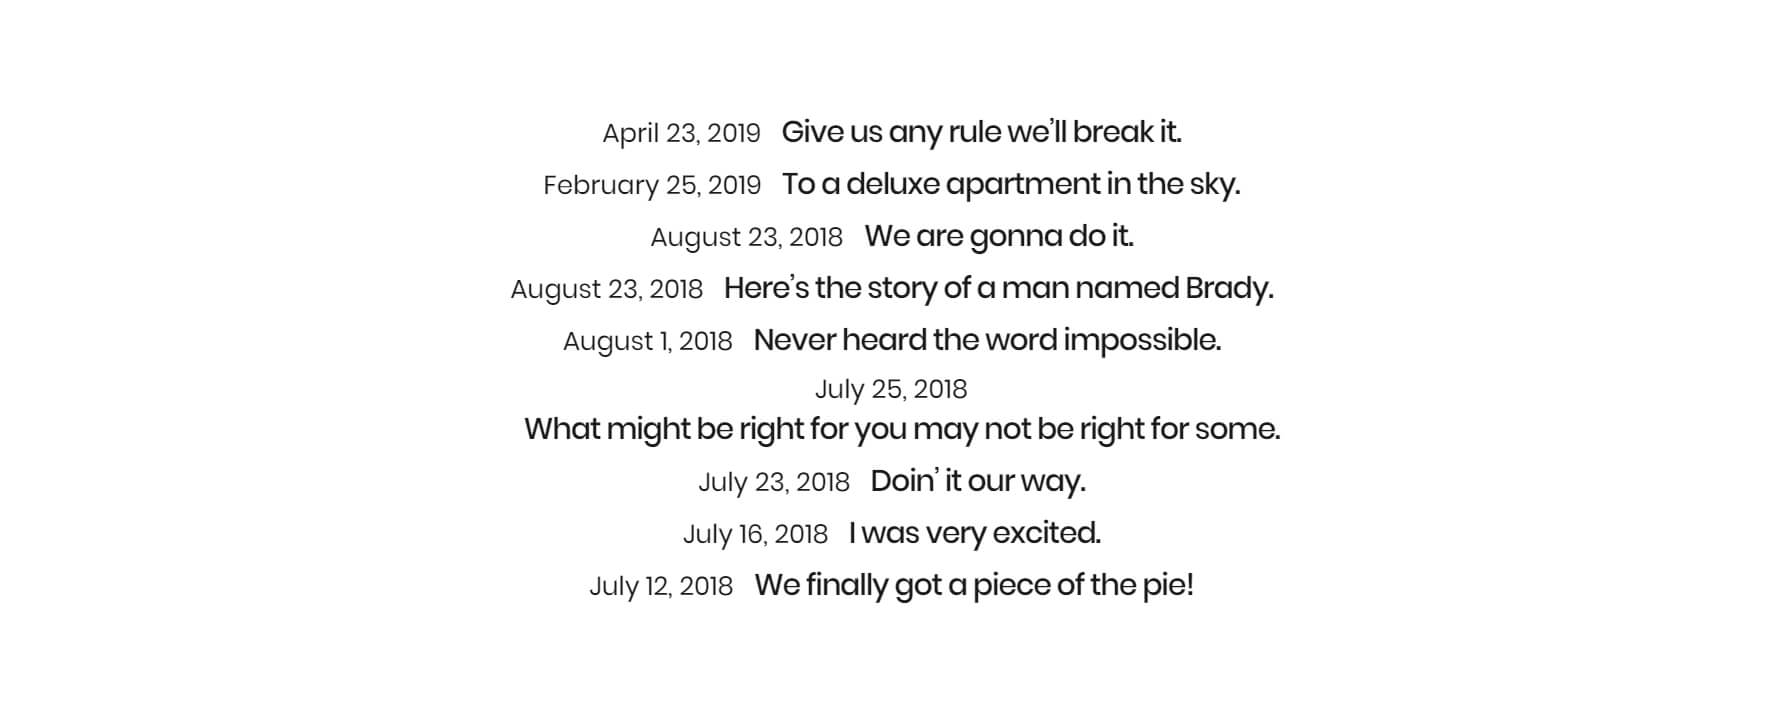 April 23, 2019 Give us any rule we’ll break it.
February 25, 2019 To a deluxe apartment in the sky.
August 23, 2018 We are gonna do it.
August 23, 2018 Here’s the story of a man named Brady.
August 1, 2018 Never heard the word impossible.
July 25, 2018
What might be right for you may not be right for some.
July 23, 2018 Doin’ it our way.
July 16, 2018 I was very excited.
July 12, 2018 We finally got a piece of the pie!